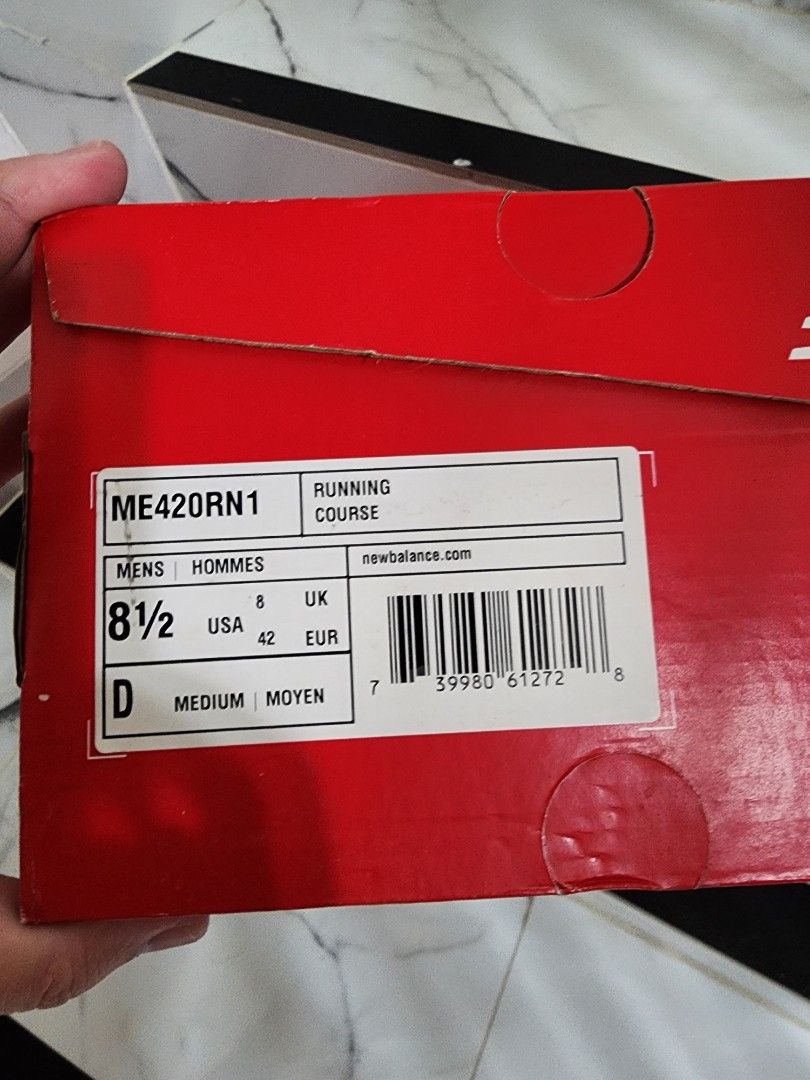 ME420RN1
RUNNING
COURSE
MENS | HOMMES
newbalance.com
8½ USA 8 UK
42 EUR
D MEDIUM | MOYEN
7 39980 61272 8